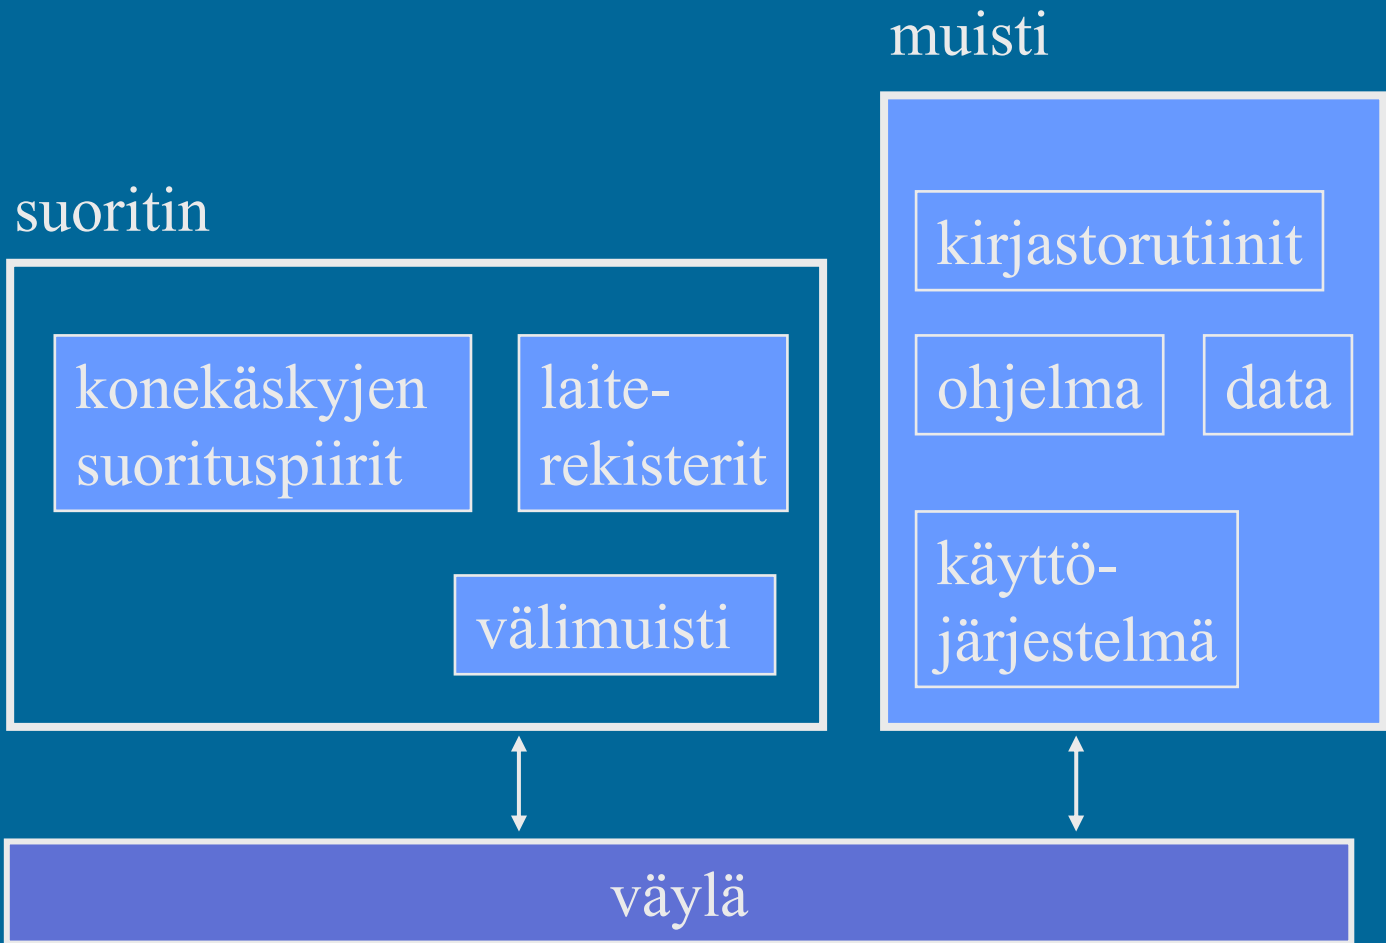 muisti
suoritin
kirjastorutiinit
konekäskyjen
suorituspiirit
laite-
rekisterit
ohjelma
data
välimuisti
käyttö-
järjestelmä
väylä